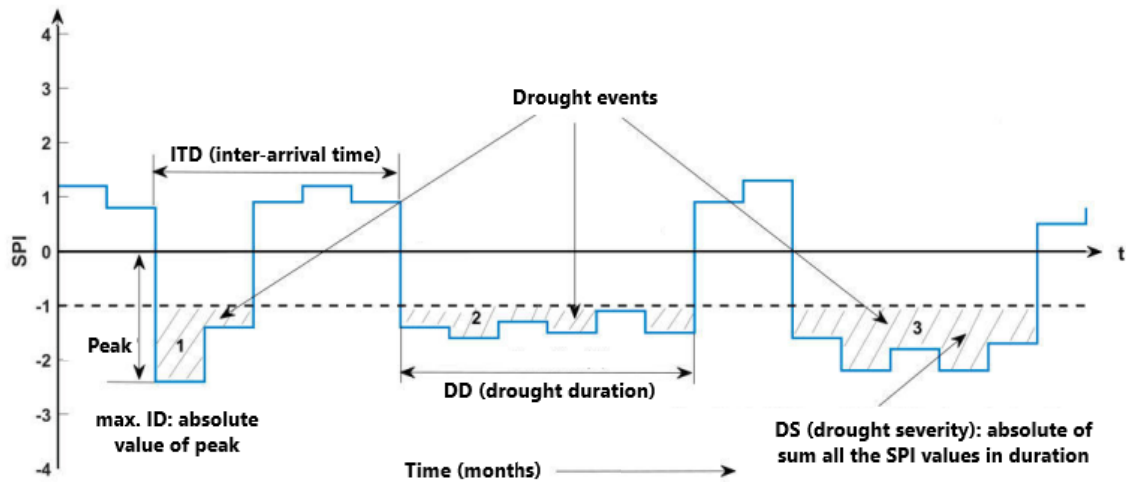 4
3
2
1
0
-1
-2
-3
-4
SPI
t
Drought events
ITD (inter-arrival time)
Peak
1
2
3
DD (drought duration)
max. ID: absolute
value of peak
DS (drought severity): absolute of
sum all the SPI values in duration
Time (months)